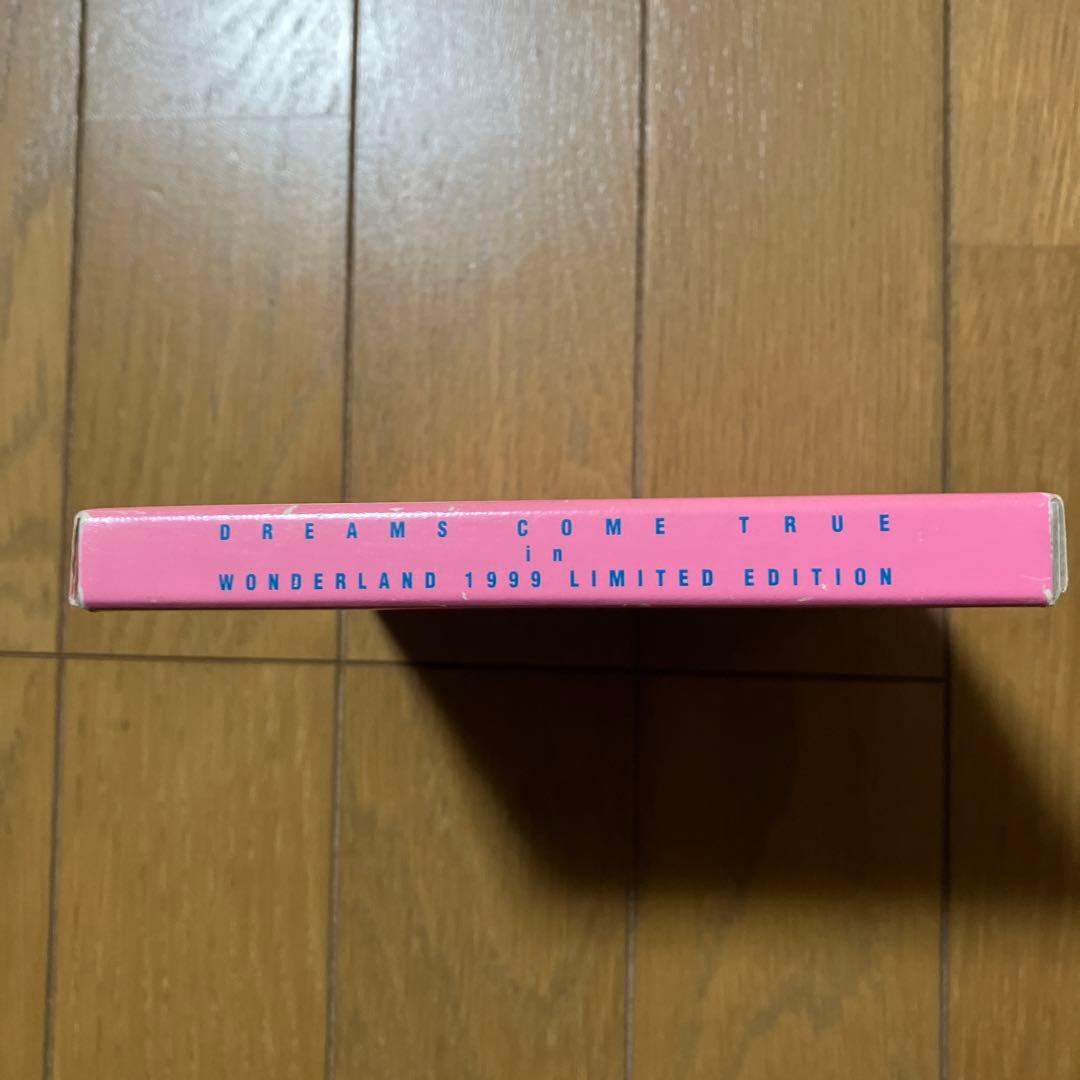 DREAMS COME TRUE
in
WONDERLAND 1999 LIMITED EDITION